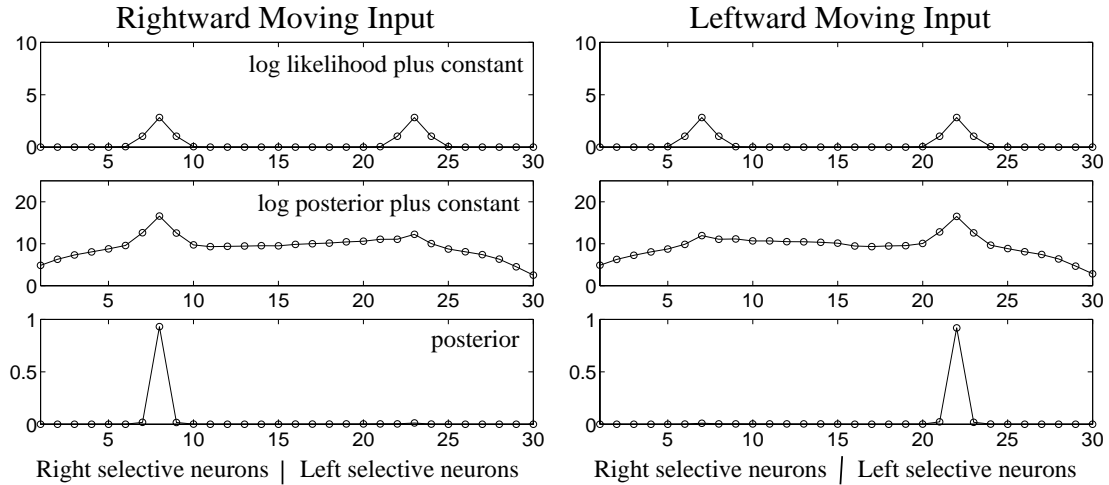 Rightward Moving Input
10
5
0
log likelihood plus constant
5 10 15 20 25 30
20
10
0
log posterior plus constant
5 10 15 20 25 30
1
0.5
0
posterior
5 10 15 20 25 30
Right selective neurons | Left selective neurons
Leftward Moving Input
10
5
0
5 10 15 20 25 30
20
10
0
5 10 15 20 25 30
1
0.5
0
5 10 15 20 25 30
Right selective neurons / Left selective neurons